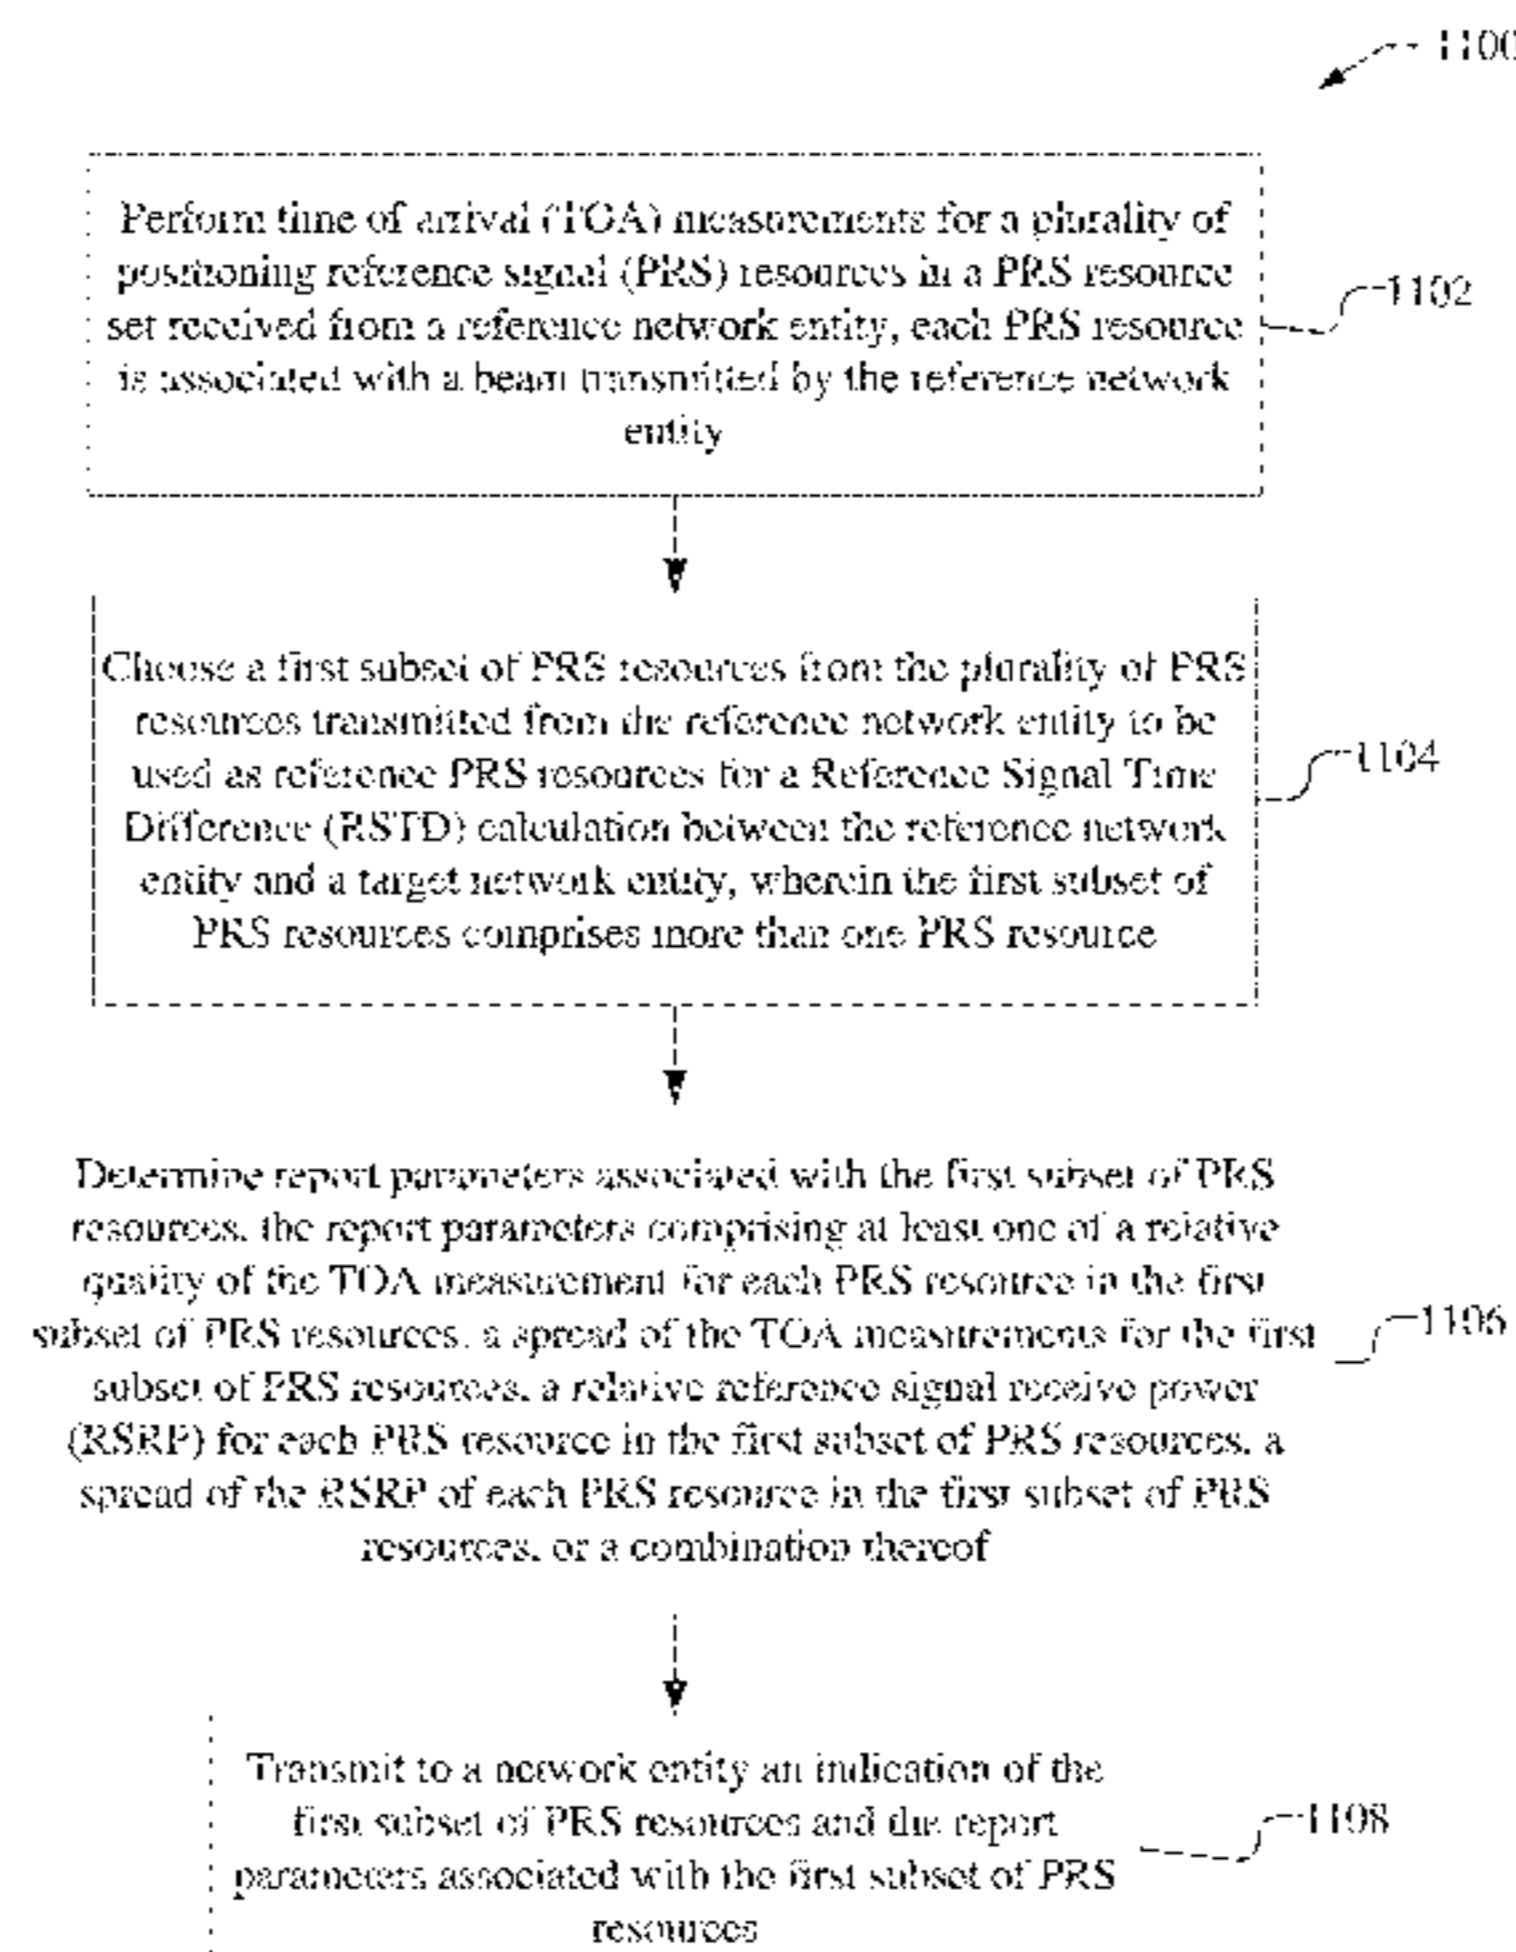 1100
Perform time of arrival (TOA) measurements for a plurality of
positioning reference signal (PRS) resources in a PRS resource
set received from a reference network entity, each PRS resource
is associated with a beam transmitted by the reference network
entity
1102
Choose a first subset of PRS resources from the plurality of PRS
resources transmitted from the reference network entity to be
used as reference PRS resources for a Reference Signal Time
Difference (RSTD) calculation between the reference network
entity and a target network entity, wherein the first subset of
PRS resources comprises more than one PRS resource
1104
Determine report parameters associated with the first subset of PRS
resources, the report parameters comprising at least one of a relative
quality of the TOA measurement for each PRS resource in the first
subset of PRS resources, a spread of the TOA measurements for the first
subset of PRS resources, a relative reference signal receive power
(RSRP) for each PRS resource in the first subset of PRS resources, a
spread of the RSRP of each PRS resource in the first subset of PRS
resources, or a combination thereof
1106
Transmit to a network entity an indication of the
first subset of PRS resources and the report
parameters associated with the first subset of PRS
resources
1108